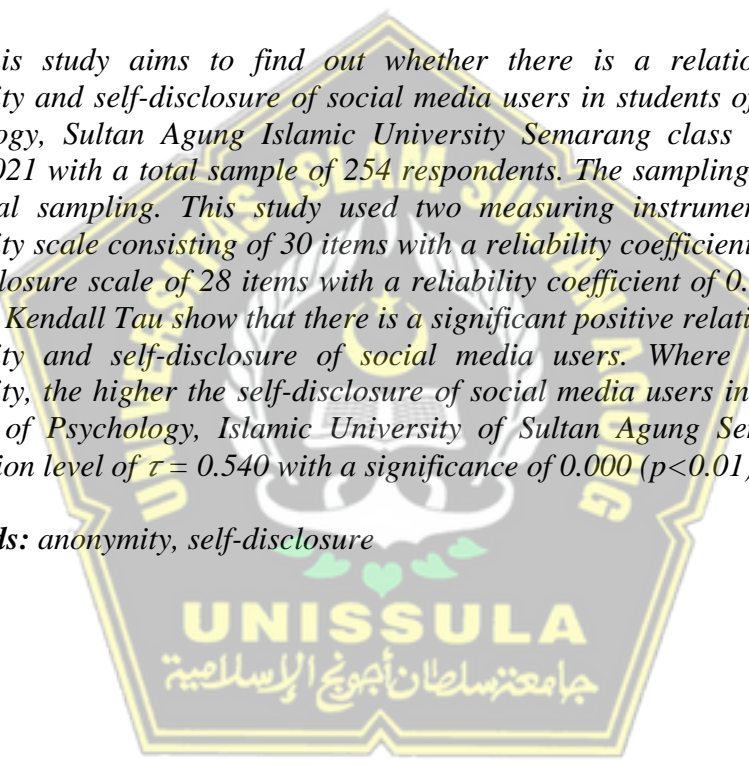 is study aims to find out whether there is a relatio
ity and self-disclosure of social media users in students of
ogy, Sultan Agung Islamic University Semarang class
021 with a total sample of 254 respondents. The sampling
al sampling. This study used two measuring instrumen
ity scale consisting of 30 items with a reliability coefficient
losure scale of 28 items with a reliability coefficient of 0.
Kendall Tau show that there is a significant positive relati
ity and self-disclosure of social media users. Where
ity, the higher the self-disclosure of social media users in
of Psychology, Islamic University of Sultan Agung Se
ion level of τ = 0.540 with a significance of 0.000 (p<0.01)
ds: anonymity, self-disclosure
UNIVERSITAS ISLAM SULTAN AGUNG
UNISSULA
جامعة سلطان أجونج الإسلامية